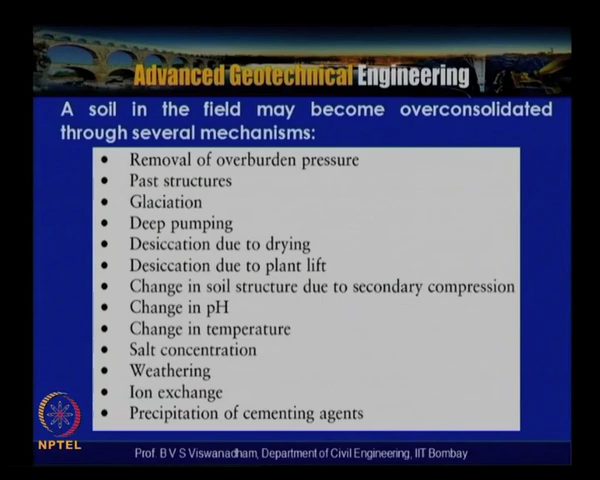 Advanced Geotechnical Engineering
A soil in the field may become overconsolidated
through several mechanisms:
• Removal of overburden pressure
• Past structures
• Glaciation
• Deep pumping
• Desiccation due to drying
• Desiccation due to plant lift
• Change in soil structure due to secondary compression
• Change in pH
• Change in temperature
• Salt concentration
• Weathering
• Ion exchange
• Precipitation of cementing agents
NPTEL
Prof. B V S Viswanadham, Department of Civil Engineering, IIT Bombay